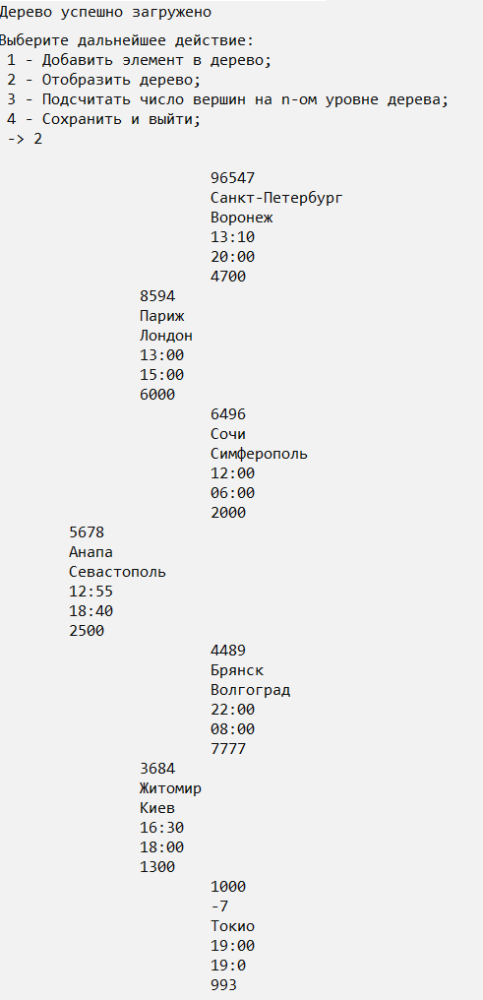 Дерево успешно загружено
Выберите дальнейшее действие:
1 - Добавить элемент в дерево;
2 - Отобразить дерево;
3 - Подсчитать число вершин на n-ом уровне дерева;
4 - Сохранить и выйти;
-> 2
96547
Санкт-Петербург
Воронеж
13:10
20:00
4700
8594
Париж
Лондон
13:00
15:00
6000
6496
Сочи
Симферополь
12:00
06:00
2000
5678
Анапа
Севастополь
12:55
18:40
2500
4489
Брянск
Волгоград
22:00
08:00
7777
3684
Житомир
Киев
16:30
18:00
1300
1000
-7
Токио
19:00
19:0
993